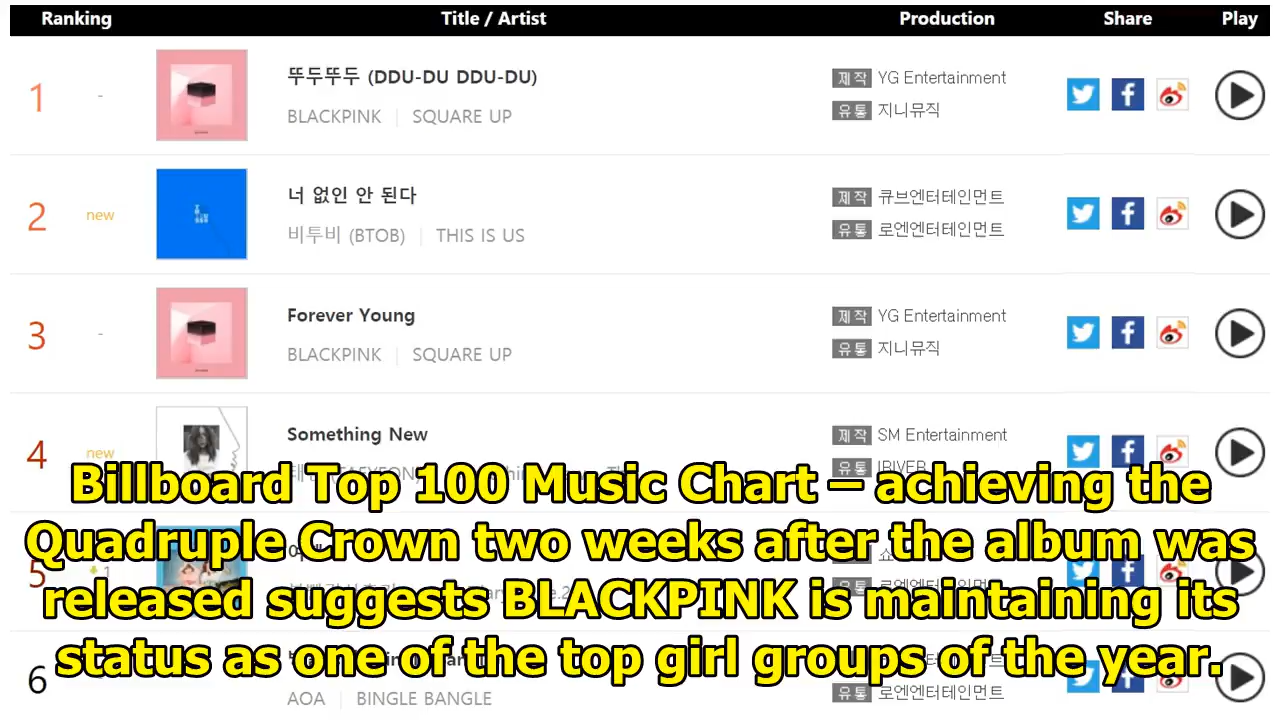 Ranking Title / Artist Production Share Play
1 - 뚜두뚜두 (DDU-DU DDU-DU) 제작 YG Entertainment
BLACKPINK | SQUARE UP 유통 지니뮤직
2 new 너 없인 안 된다 제작 큐브엔터테인먼트
비투비 (BTOB) | THIS IS US 유통 로엔엔터테인먼트
3 - Forever Young 제작 YG Entertainment
BLACKPINK | SQUARE UP 유통 지니뮤직
4 new Something New 제작 SM Entertainment
유통 IRIVER
Billboard Top 100 Music Chart – achieving the
5 1
Quadruple Crown two weeks after the album was
released suggests BLACKPINK is maintaining its
유통 로엔엔터테인먼트
status as one of the top girl groups of the year.
6
AOA | BINGLE BANGLE 유통 로엔엔터테인먼트